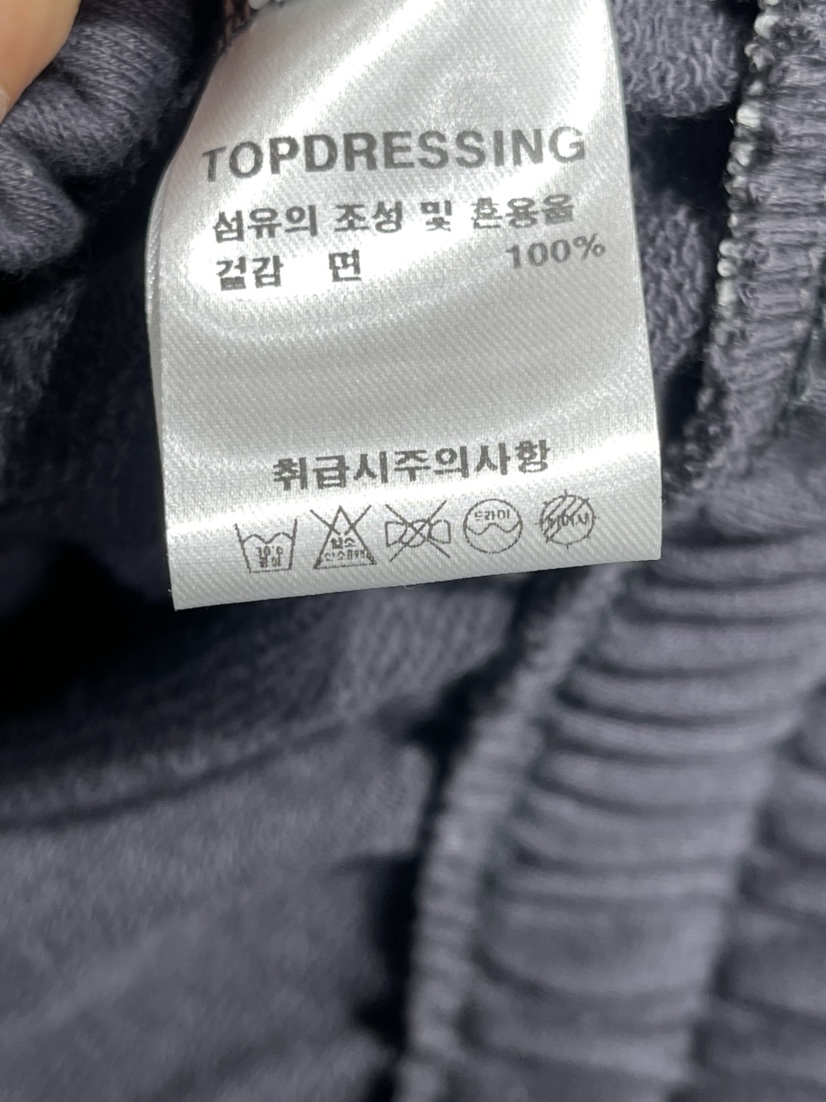 TOPDRESSING
섬유의 조성 및 혼용율
겉감 면 100%
취급시주의사항
드라이